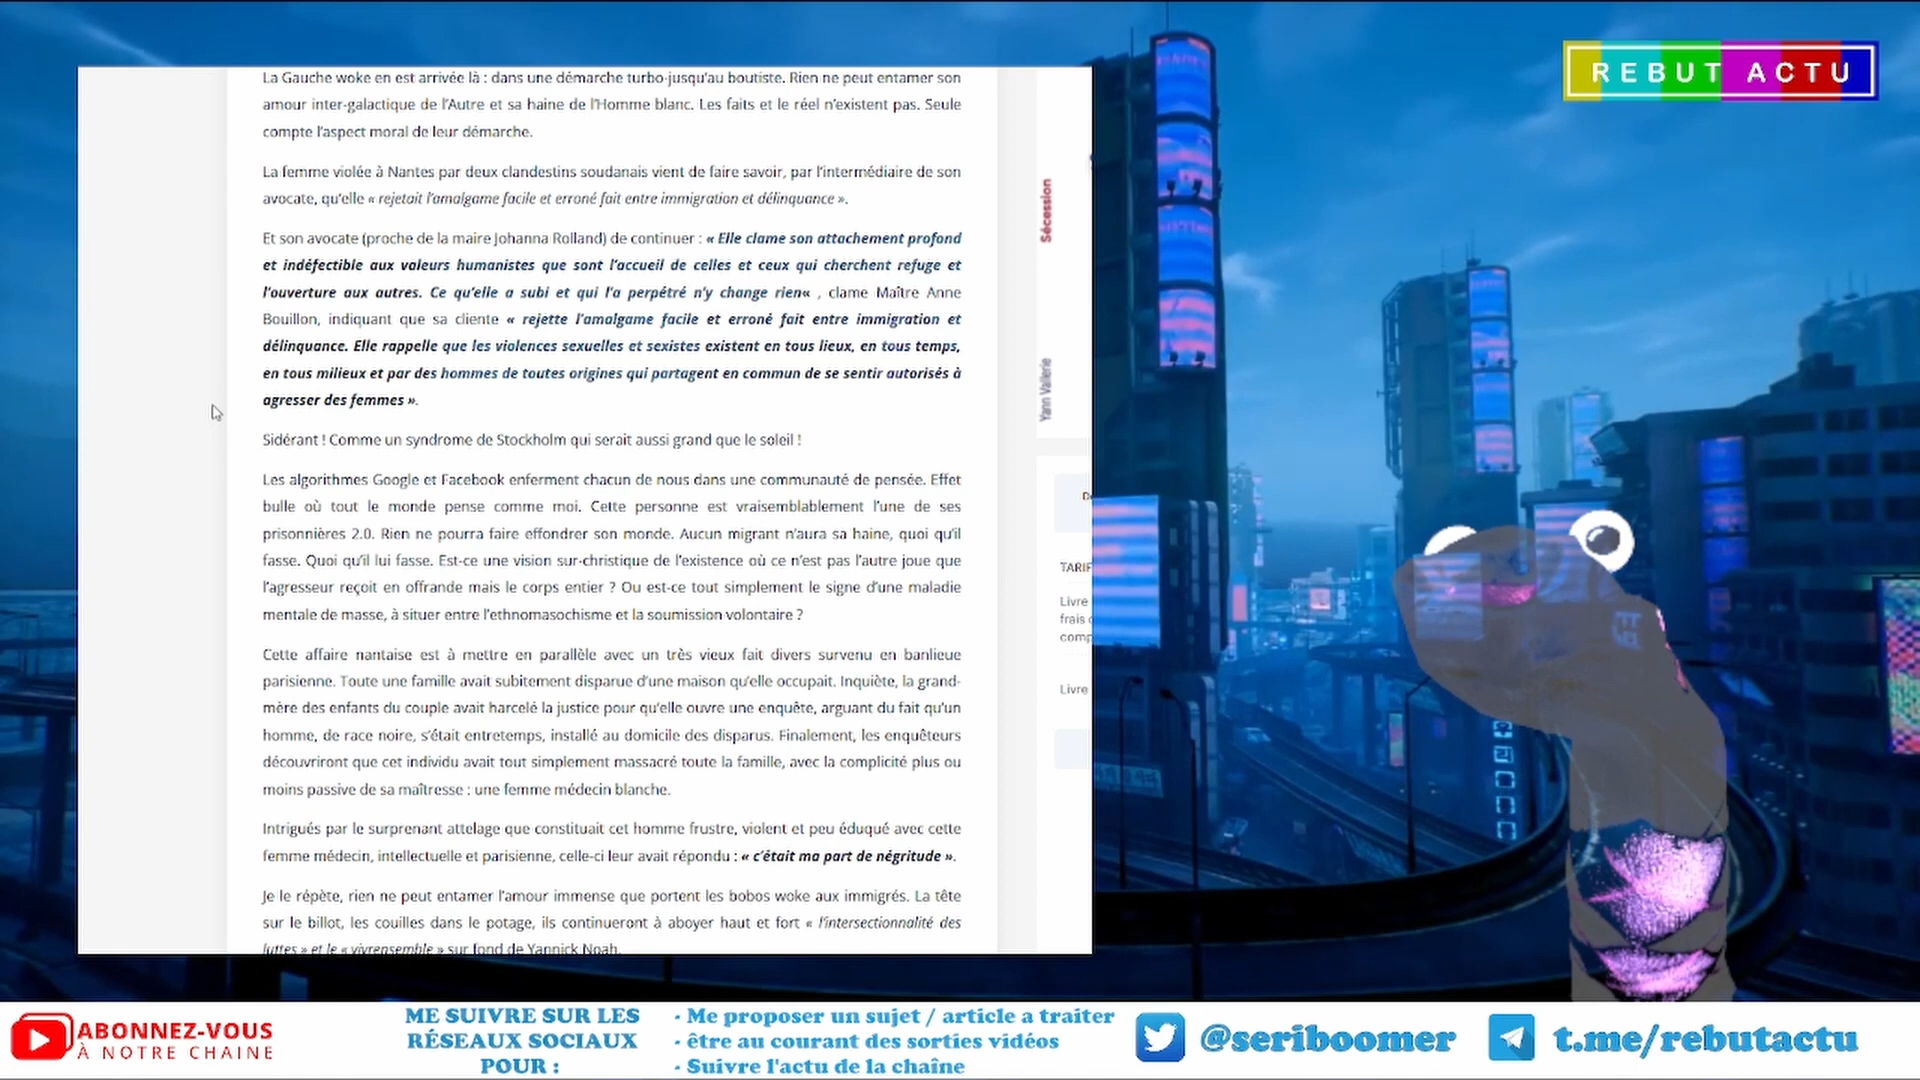 REBUT ACTU
La Gauche woke en est arrivée là : dans une démarche turbo-jusqu'au boutiste. Rien ne peut entamer son
amour inter-galactique de l'Autre et sa haine de l'Homme blanc. Les faits et le réel n'existent pas. Seule
compte l'aspect moral de leur démarche.
La femme violée à Nantes par deux clandestins soudanais vient de faire savoir, par l'intermédiaire de son
avocate, qu'elle « rejetait l'amalgame facile et erroné fait entre immigration et délinquance ».
Et son avocate (proche de la maire Johanna Rolland) de continuer : « Elle clame son attachement profond
et indéfectible aux valeurs humanistes que sont l'accueil de celles et ceux qui cherchent refuge et
l'ouverture aux autres. Ce qu'elle a subi et qui l'a perpétré n'y change rien« , clame Maître Anne
Bouillon, indiquant que sa cliente « rejette l'amalgame facile et erroné fait entre immigration et
délinquance. Elle rappelle que les violences sexuelles et sexistes existent en tous lieux, en tous temps,
en tous milieux et par des hommes de toutes origines qui partagent en commun de se sentir autorisés à
agresser des femmes ».
Sidérant ! Comme un syndrome de Stockholm qui serait aussi grand que le soleil !
Les algorithmes Google et Facebook enferment chacun de nous dans une communauté de pensée. Effet
bulle où tout le monde pense comme moi. Cette personne est vraisemblablement l'une de ses
prisonnières 2.0. Rien ne pourra faire effondrer son monde. Aucun migrant n'aura sa haine, quoi qu'il
fasse. Quoi qu'il lui fasse. Est-ce une vision sur-christique de l'existence où ce n'est pas l'autre joue que
l'agresseur reçoit en offrande mais le corps entier ? Ou est-ce tout simplement le signe d'une maladie
mentale de masse, à situer entre l'ethnomasochisme et la soumission volontaire ?
Cette affaire nantaise est à mettre en parallèle avec un très vieux fait divers survenu en banlieue
parisienne. Toute une famille avait subitement disparue d'une maison qu'elle occupait. Inquiète, la grand-
mère des enfants du couple avait harcelé la justice pour qu'elle ouvre une enquête, arguant du fait qu'un
homme, de race noire, s'était entretemps, installé au domicile des disparus. Finalement, les enquêteurs
découvriront que cet individu avait tout simplement massacré toute la famille, avec la complicité plus ou
moins passive de sa maîtresse : une femme médecin blanche.
Intrigués par le surprenant attelage que constituait cet homme frustre, violent et peu éduqué avec cette
femme médecin, intellectuelle et parisienne, celle-ci leur avait répondu : « c'était ma part de négritude ».
Je le répète, rien ne peut entamer l'amour immense que portent les bobos woke aux immigrés. La tête
sur le billot, les couilles dans le potage, ils continueront à aboyer haut et fort « l'intersectionnalité des
luttes » et le « vivrensemble » sur fond de Yannick Noah.
Sécession
Yann Vallerie
TARIF
Livre
frais
comp
Livre
ABONNEZ-VOUS
À NOTRE CHAINE
ME SUIVRE SUR LES
RÉSEAUX SOCIAUX
POUR :
- Me proposer un sujet / article a traiter
- être au courant des sorties vidéos
- Suivre l'actu de la chaîne
@seriboomer
t.me/rebutactu